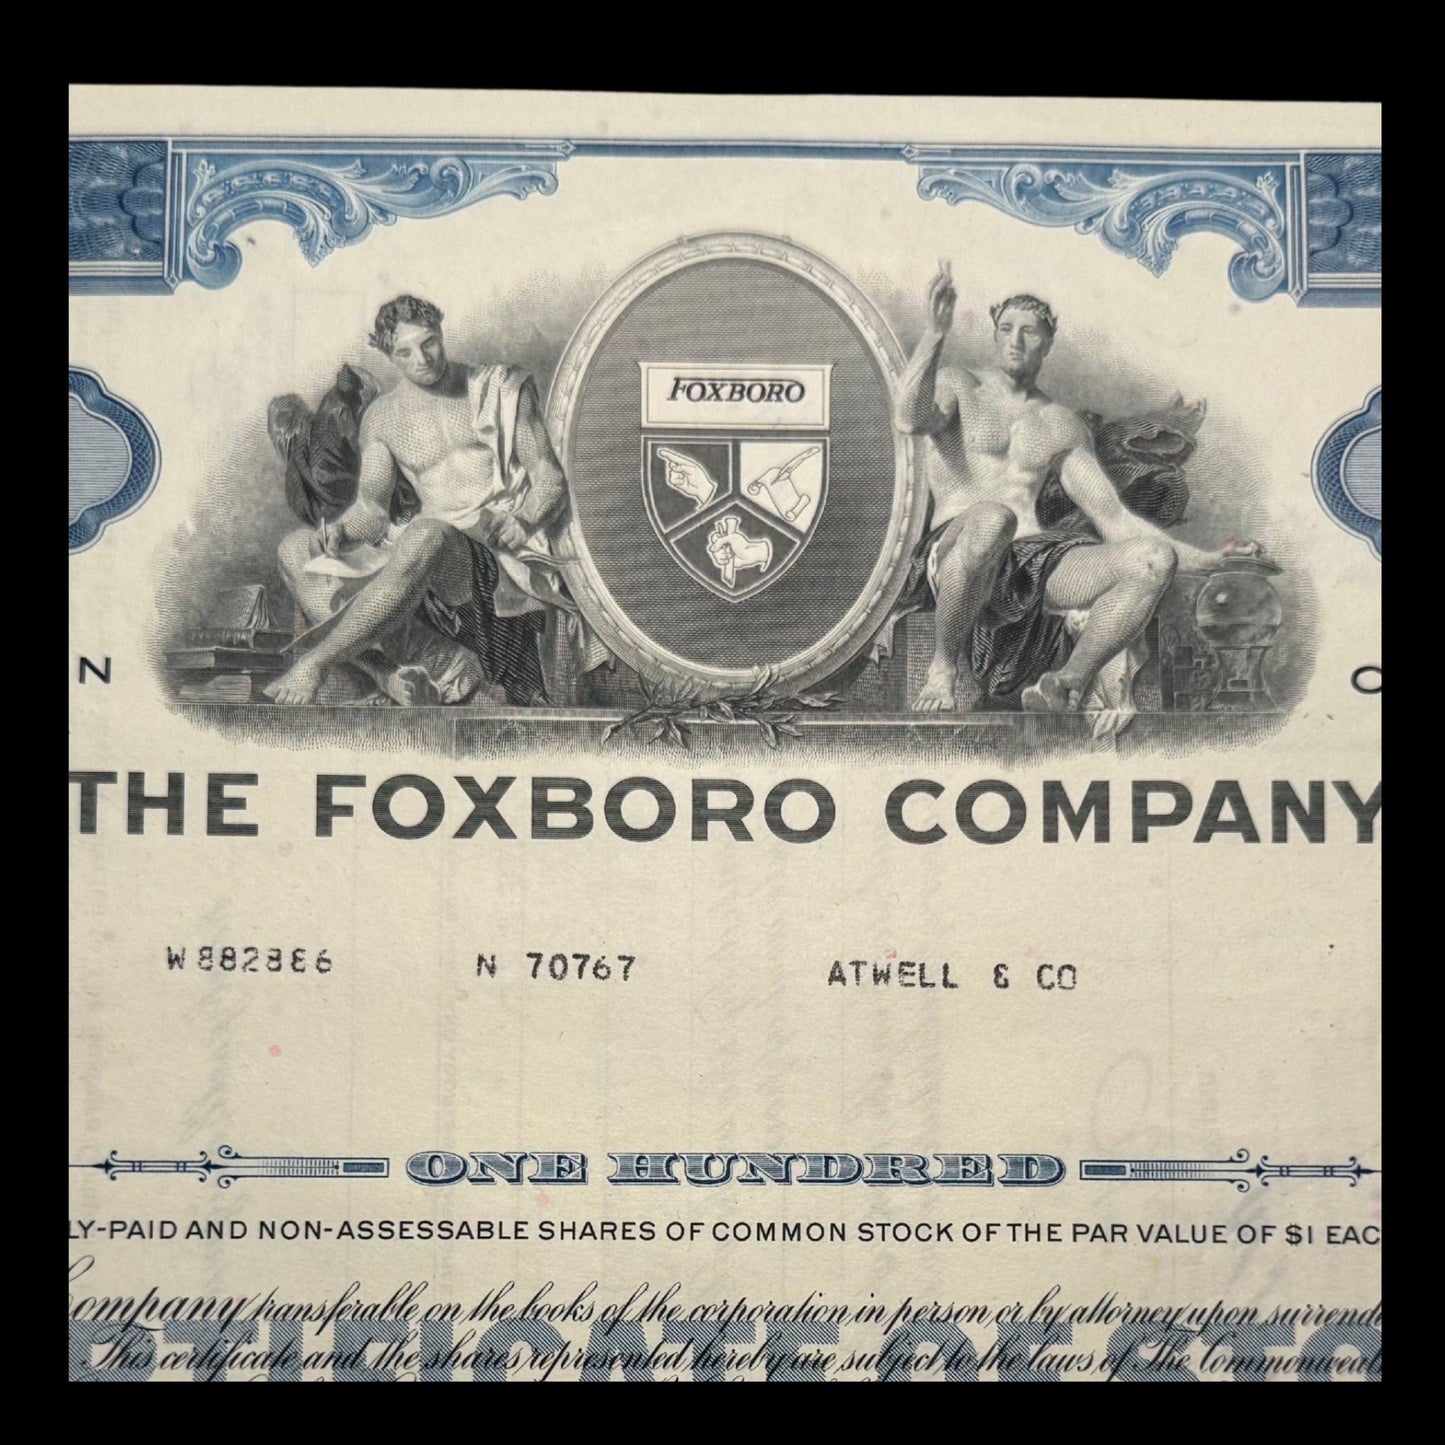 FOXBORO
N
O
THE FOXBORO COMPANY
W882886 N 70767 ATWELL & CO
ONE HUNDRED
LY-PAID AND NON-ASSESSABLE SHARES OF COMMON STOCK OF THE PAR VALUE OF $1 EAC
Company transferable on the books of the corporation in person or by attorney upon surrend
This certificate and the shares represented hereby are subject to the laws of The Commonweal